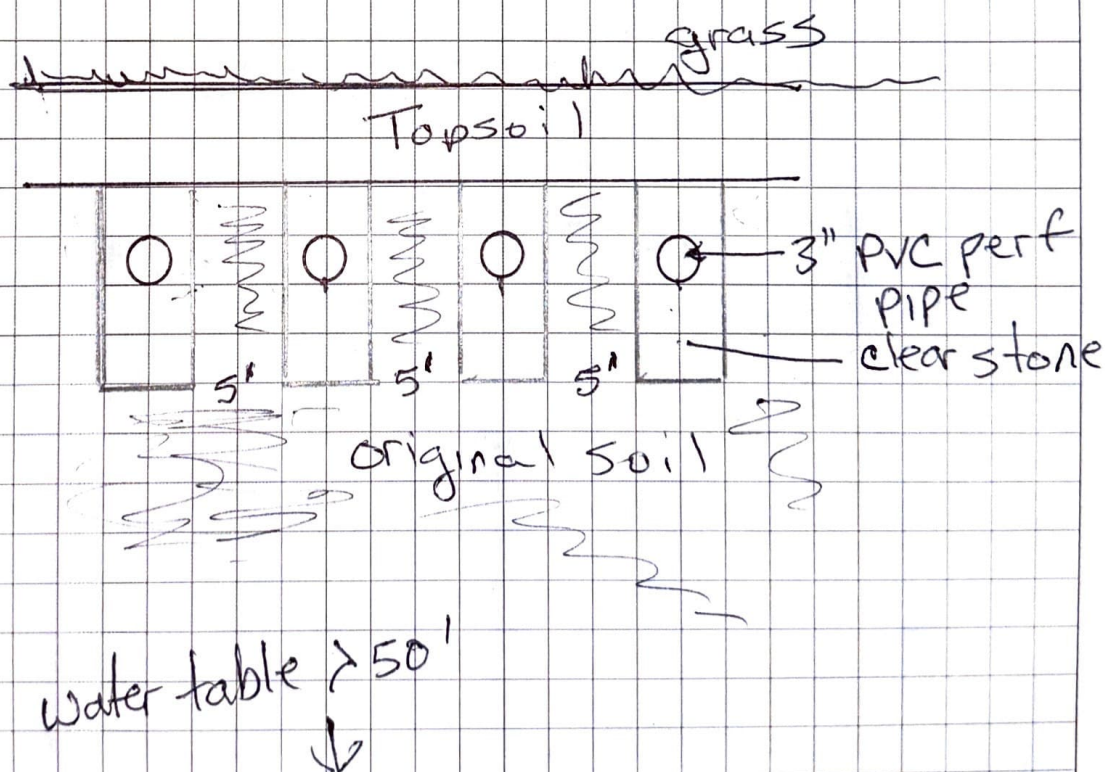 grass
Topsoil
3" PVC perf
pipe
clear stone
5' 5' 5'
original soil
water table > 50'